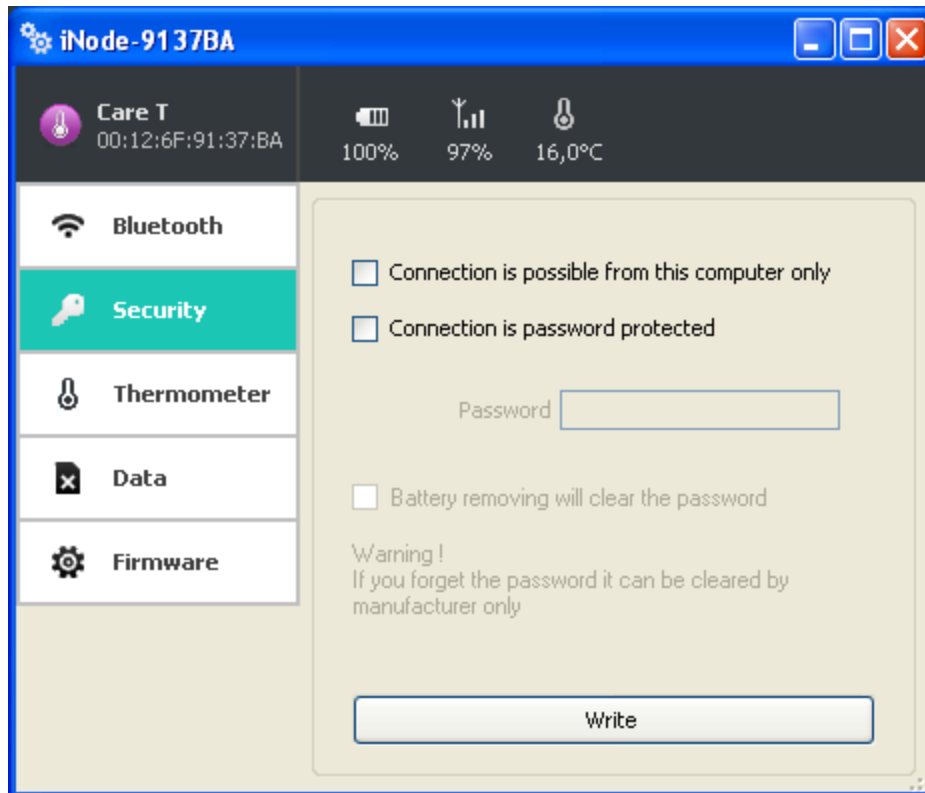 iNode-9137BA
Care T
00:12:6F:91:37:BA
100%
97%
16,0°C
Bluetooth
Security
Thermometer
Data
Firmware
Connection is possible from this computer only
Connection is password protected
Password
Battery removing will clear the password
Warning !
If you forget the password it can be cleared by
manufacturer only
Write